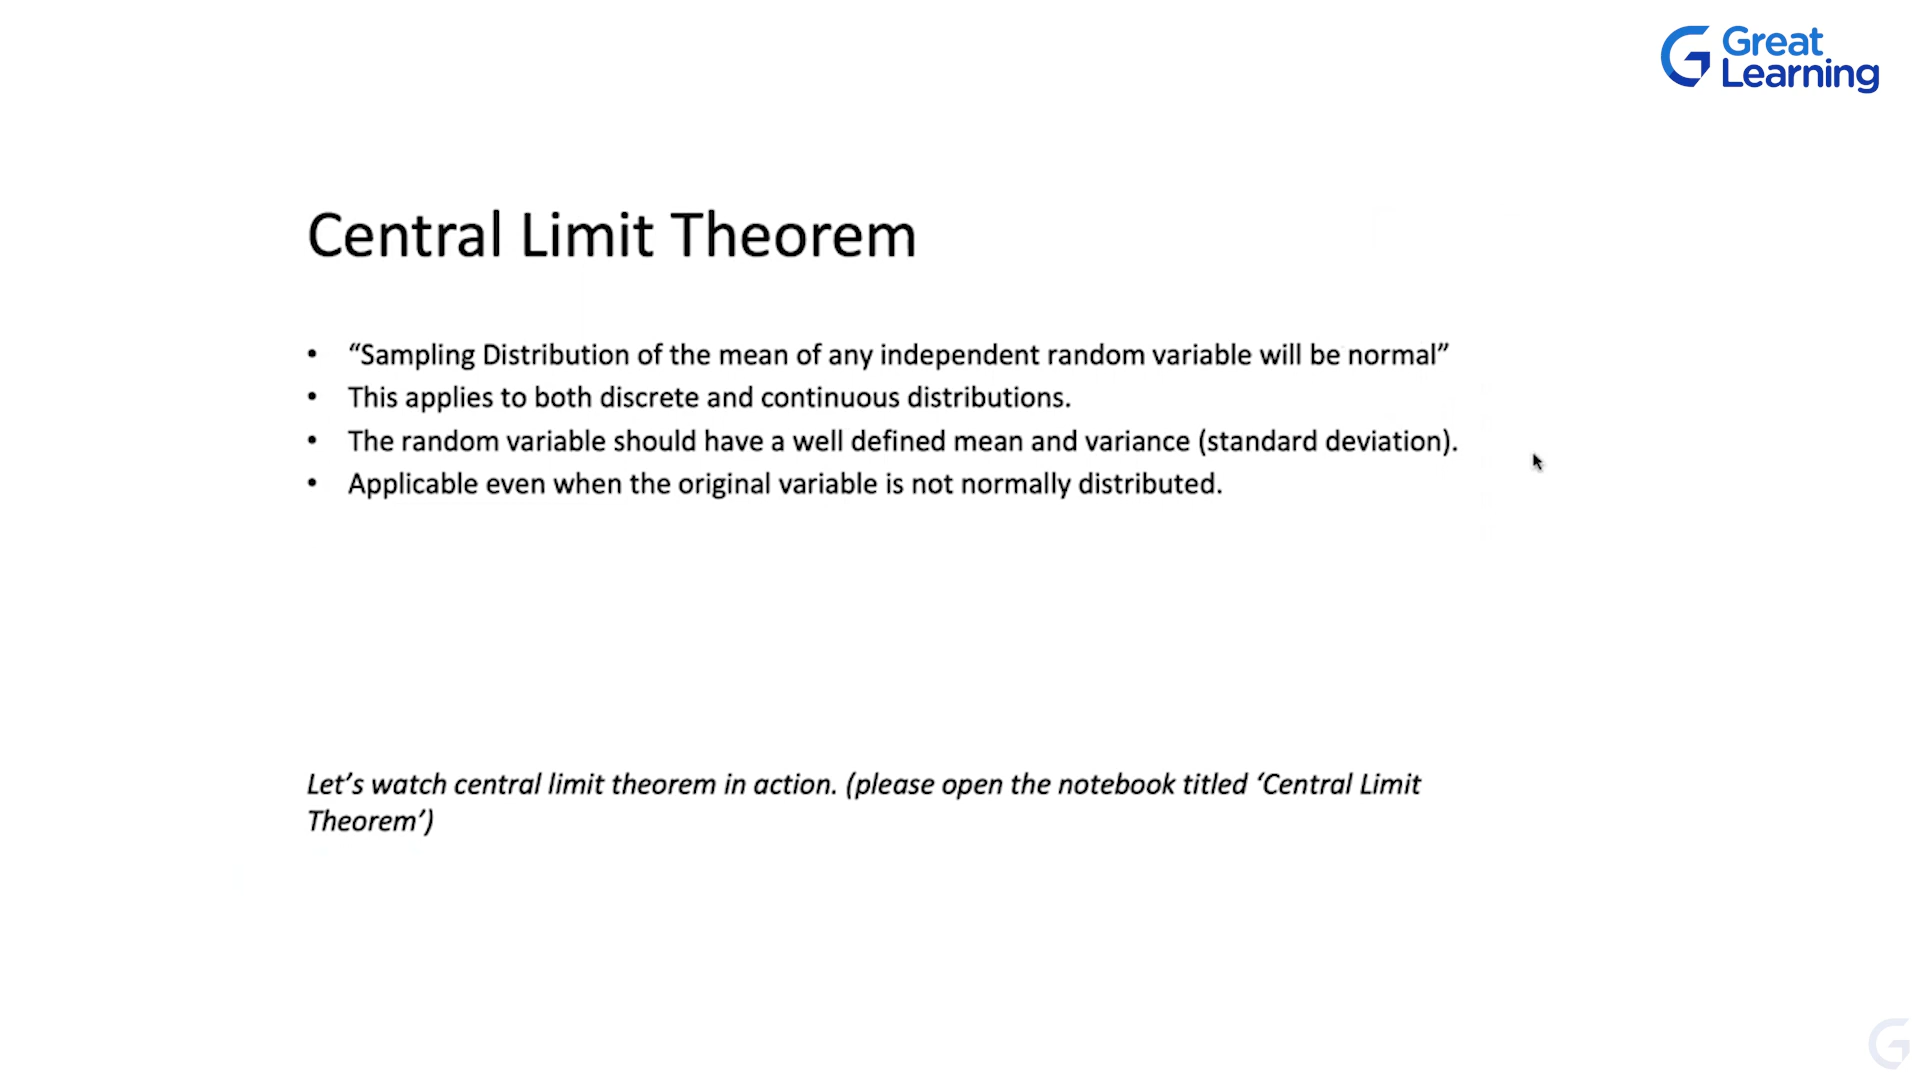 Great
Learning
Central Limit Theorem
• “Sampling Distribution of the mean of any independent random variable will be normal”
• This applies to both discrete and continuous distributions.
• The random variable should have a well defined mean and variance (standard deviation).
• Applicable even when the original variable is not normally distributed.
Let’s watch central limit theorem in action. (please open the notebook titled ‘Central Limit
Theorem’)